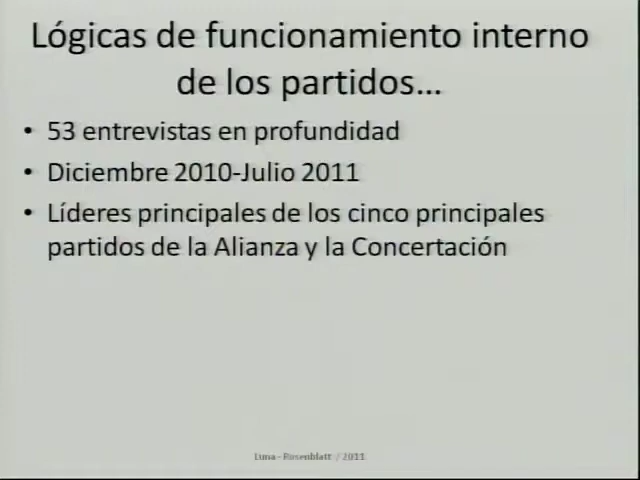 Lógicas de funcionamiento interno
de los partidos...
• 53 entrevistas en profundidad
• Diciembre 2010-Julio 2011
• Líderes principales de los cinco principales
partidos de la Alianza y la Concertación
Luna - Rosenblatt / 2011